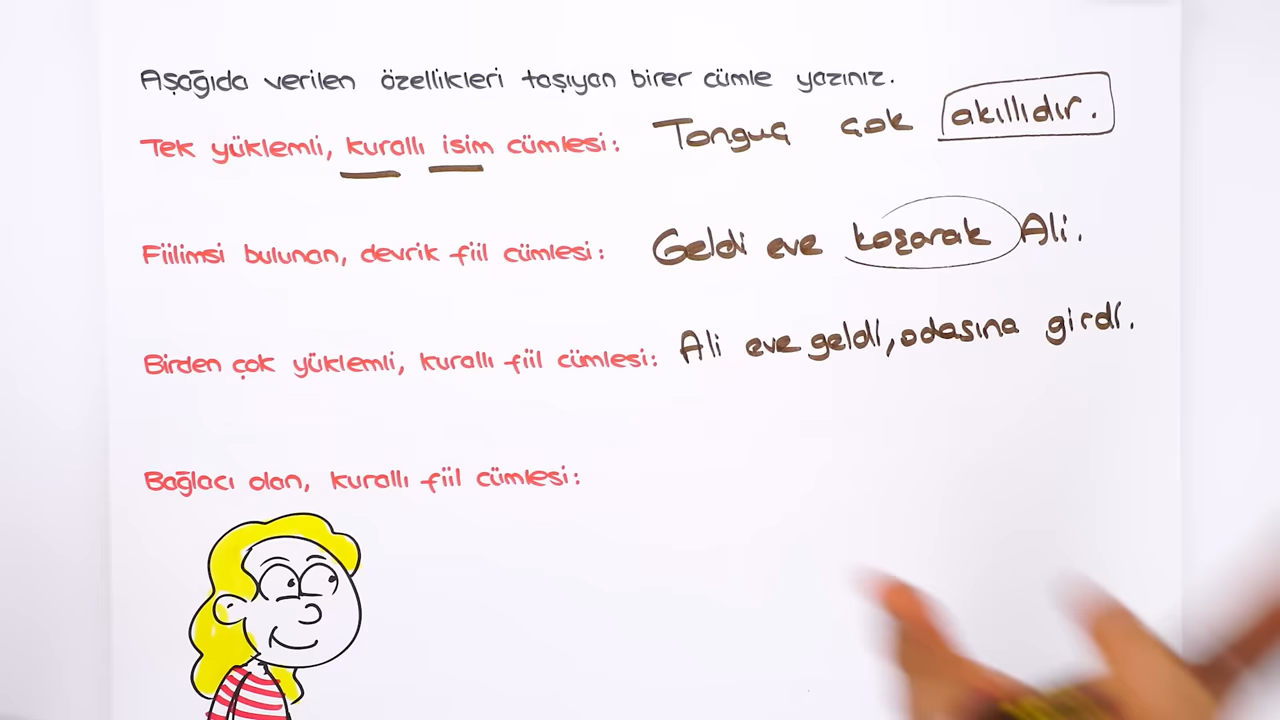 Aşağıda verilen özellikleri taşıyan birer cümle yazınız.
Tek yüklemli, kurallı isim cümlesi: Tonguç çok akıllıdır.
Fiilimsi bulunan, devrik fiil cümlesi: Geldi eve koşarak Ali.
Birden çok yüklemli, kurallı fiil cümlesi: Ali eve geldi, odasına girdi.
Bağlacı olan, kurallı fiil cümlesi: